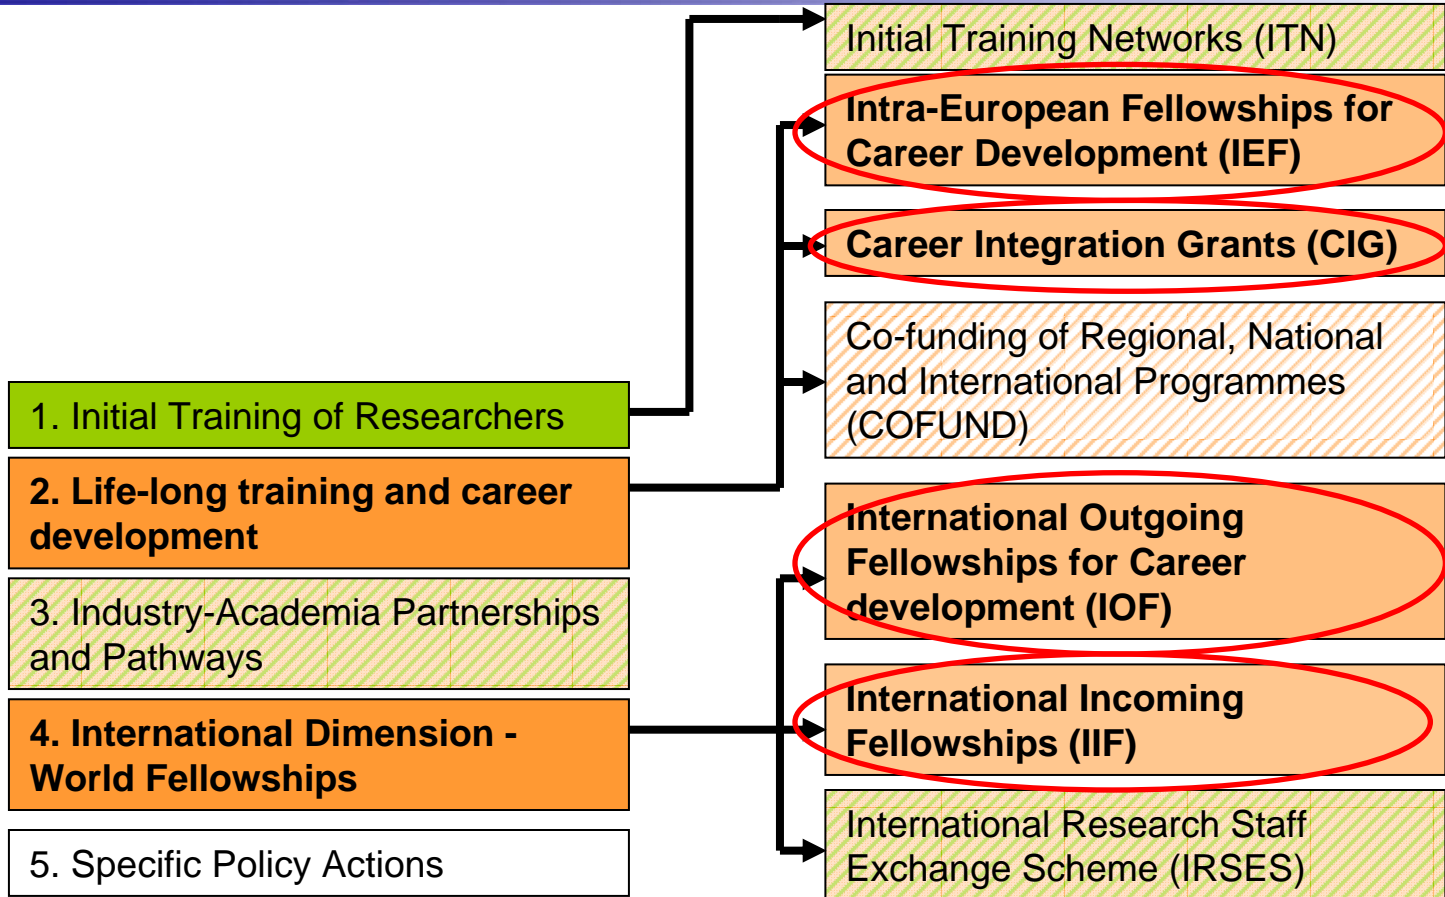 1. Initial Training of Researchers
2. Life-long training and career
development
3. Industry-Academia Partnerships
and Pathways
4. International Dimension -
World Fellowships
5. Specific Policy Actions
Initial Training Networks (ITN)
Intra-European Fellowships for
Career Development (IEF)
Career Integration Grants (CIG)
Co-funding of Regional, National
and International Programmes
(COFUND)
International Outgoing
Fellowships for Career
development (IOF)
International Incoming
Fellowships (IIF)
International Research Staff
Exchange Scheme (IRSES)